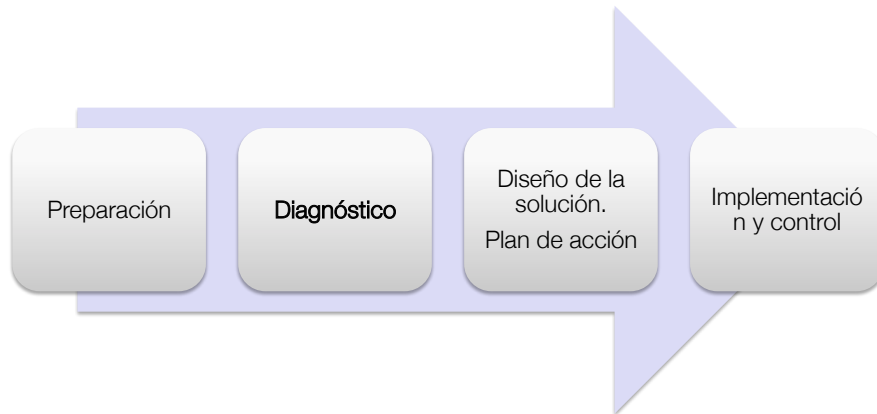 Preparación
Diagnóstico
Diseño de la
solución.
Plan de acción
Implementació
n y control